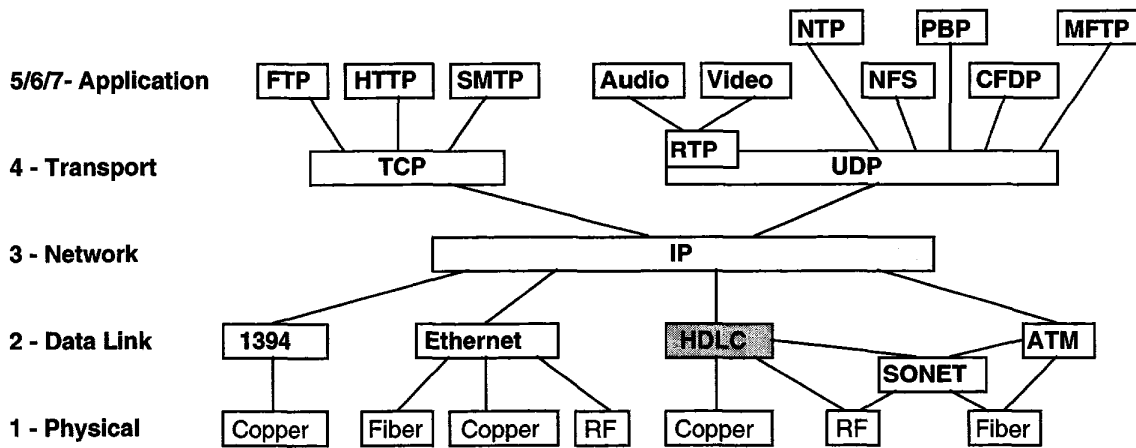 NTP PBP MFTP
5/6/7- Application FTP HTTP SMTP Audio Video NFS CFDP
RTP
4 - Transport TCP UDP
3 - Network IP
2 - Data Link 1394 Ethernet HDLC ATM
SONET
1 - Physical Copper Fiber Copper RF Copper RF Fiber